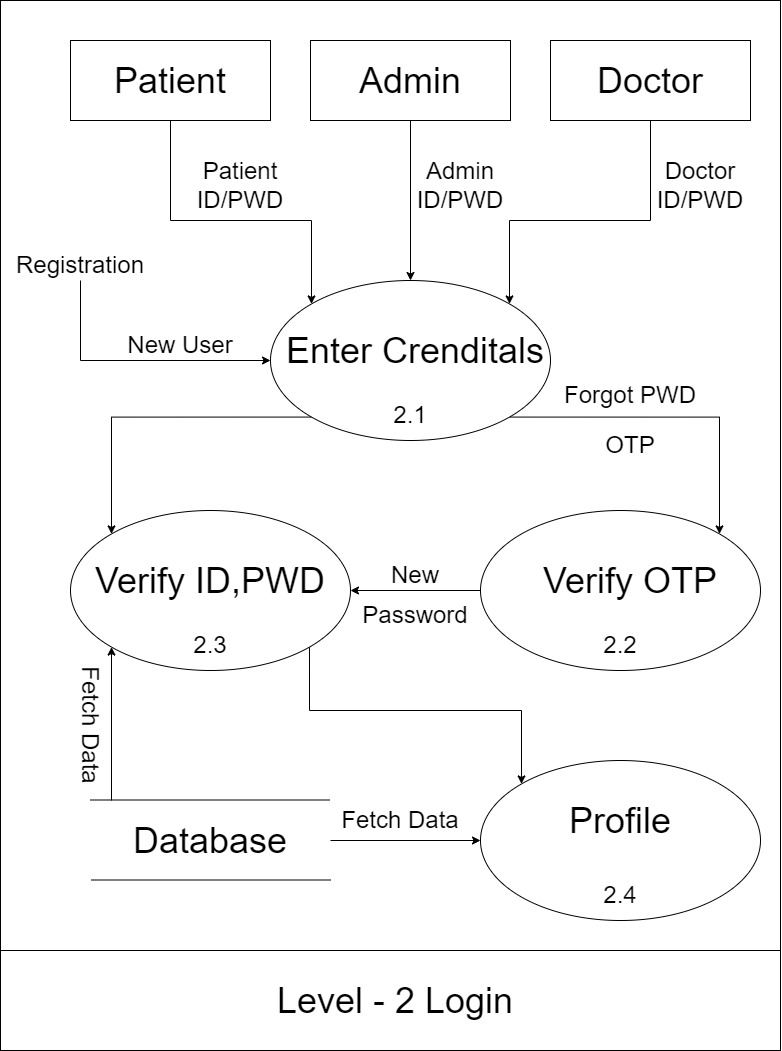 Patient
Admin
Doctor
Patient
ID/PWD
Admin
ID/PWD
Doctor
ID/PWD
Registration
New User
Enter Crenditals
2.1
Forgot PWD
OTP
Verify ID,PWD
2.3
New
Password
Verify OTP
2.2
Fetch Data
Database
Fetch Data
Profile
2.4
Level - 2 Login